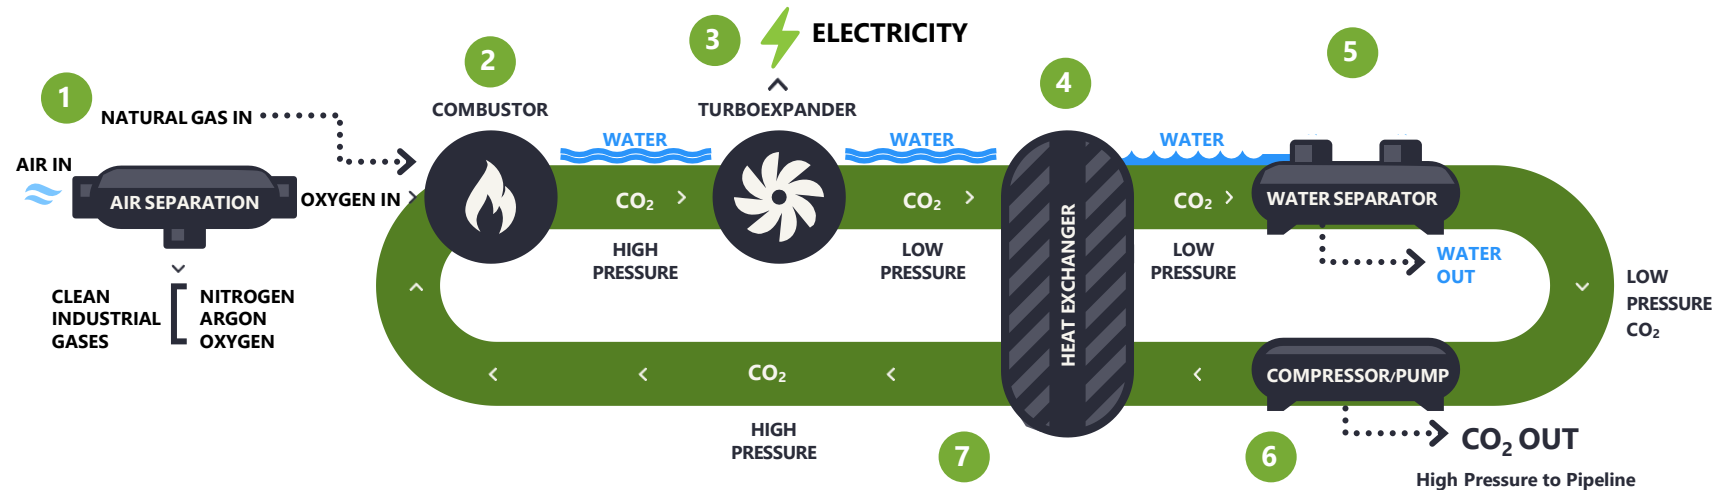 1
NATURAL GAS IN
AIR IN
AIR SEPARATION
OXYGEN IN
CLEAN
INDUSTRIAL
GASES
NITROGEN
ARGON
OXYGEN
2
COMBUSTOR
WATER
CO₂
HIGH
PRESSURE
3
ELECTRICITY
TURBOEXPANDER
WATER
CO₂
LOW
PRESSURE
4
HEAT EXCHANGER
WATER
CO₂
LOW
PRESSURE
5
WATER SEPARATOR
WATER
OUT
LOW
PRESSURE
CO₂
COMPRESSOR/PUMP
6
CO₂ OUT
High Pressure to Pipeline
7
CO₂
HIGH
PRESSURE